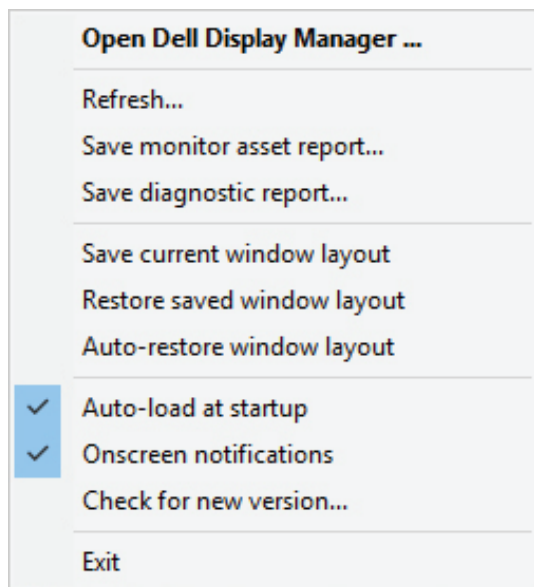 Open Dell Display Manager ...
Refresh...
Save monitor asset report...
Save diagnostic report...
Save current window layout
Restore saved window layout
Auto-restore window layout
Auto-load at startup
Onscreen notifications
Check for new version...
Exit